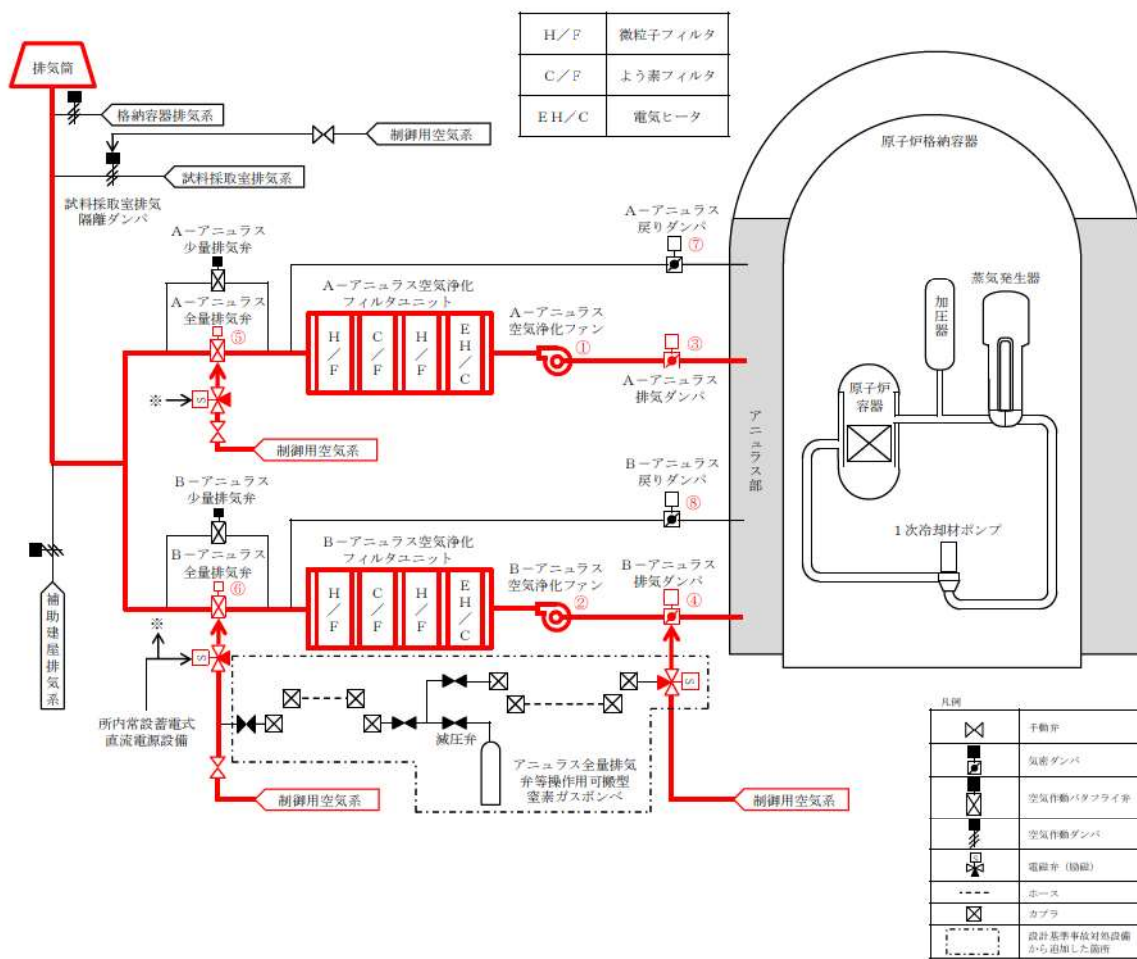 排気筒
格納容器排気系
制御用空気系
試料採取室排気系
試料採取室排気
隔離ダンパ
H/F 微粒子フィルタ
C/F よう素フィルタ
EH/C 電気ヒータ
原子炉格納容器
A-アニュラス
少量排気弁
A-アニュラス
全量排気弁
⑤
A-アニュラス空気浄化
フィルタユニット
H/F
C/F
H/F
EH/C
A-アニュラス
空気浄化ファン
①
A-アニュラス
戻りダンパ
⑦
③
A-アニュラス
排気ダンパ
※
S
制御用空気系
蒸気発生器
加圧器
原子炉
容器
アニュラス部
1次冷却材ポンプ
B-アニュラス
少量排気弁
B-アニュラス
全量排気弁
⑥
B-アニュラス空気浄化
フィルタユニット
H/F
C/F
H/F
EH/C
B-アニュラス
空気浄化ファン
②
B-アニュラス
戻りダンパ
⑧
B-アニュラス
排気ダンパ
④
※
S
S
補助建屋排気系
所内常設蓄電式
直流電源設備
減圧弁
アニュラス全量排気
弁等操作用可搬型
窒素ガスボンベ
制御用空気系
制御用空気系
凡例
手動弁
気密ダンパ
空気作動バタフライ弁
空気作動ダンパ
S
電磁弁(励磁)
ホース
カプラ
設計基準事故対処設備
から追加した箇所